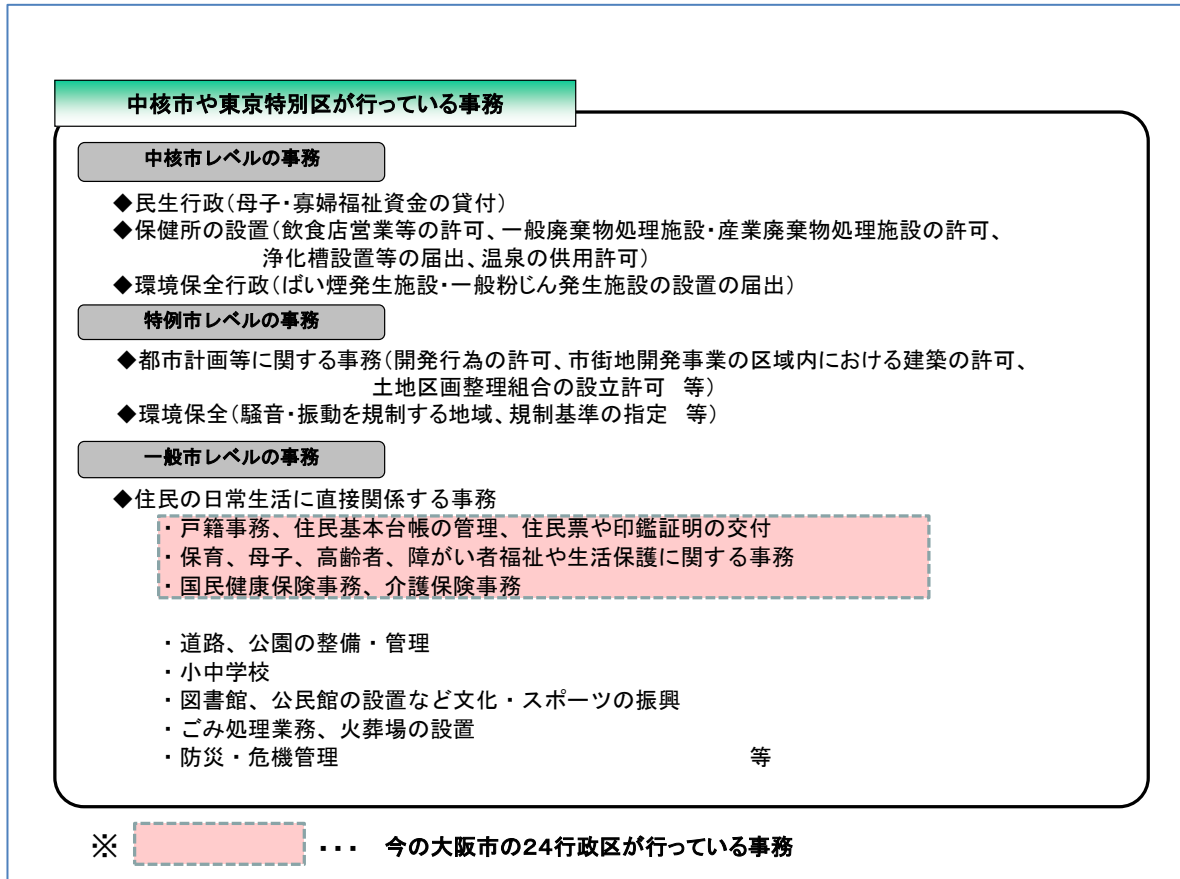 中核市や東京特別区が行っている事務
中核市レベルの事務
◆民生行政(母子・寡婦福祉資金の貸付)
◆保健所の設置(飲食店営業等の許可、一般廃棄物処理施設・産業廃棄物処理施設の許可、
浄化槽設置等の届出、温泉の供用許可)
◆環境保全行政(ばい煙発生施設・一般粉じん発生施設の設置の届出)
特例市レベルの事務
◆都市計画等に関する事務(開発行為の許可、市街地開発事業の区域内における建築の許可、
土地区画整理組合の設立許可 等)
◆環境保全(騒音・振動を規制する地域、規制基準の指定 等)
一般市レベルの事務
◆住民の日常生活に直接関係する事務
・戸籍事務、住民基本台帳の管理、住民票や印鑑証明の交付
・保育、母子、高齢者、障がい者福祉や生活保護に関する事務
・国民健康保険事務、介護保険事務
・道路、公園の整備・管理
・小中学校
・図書館、公民館の設置など文化・スポーツの振興
・ごみ処理業務、火葬場の設置
・防災・危機管理 等
※ ・・・ 今の大阪市の24行政区が行っている事務